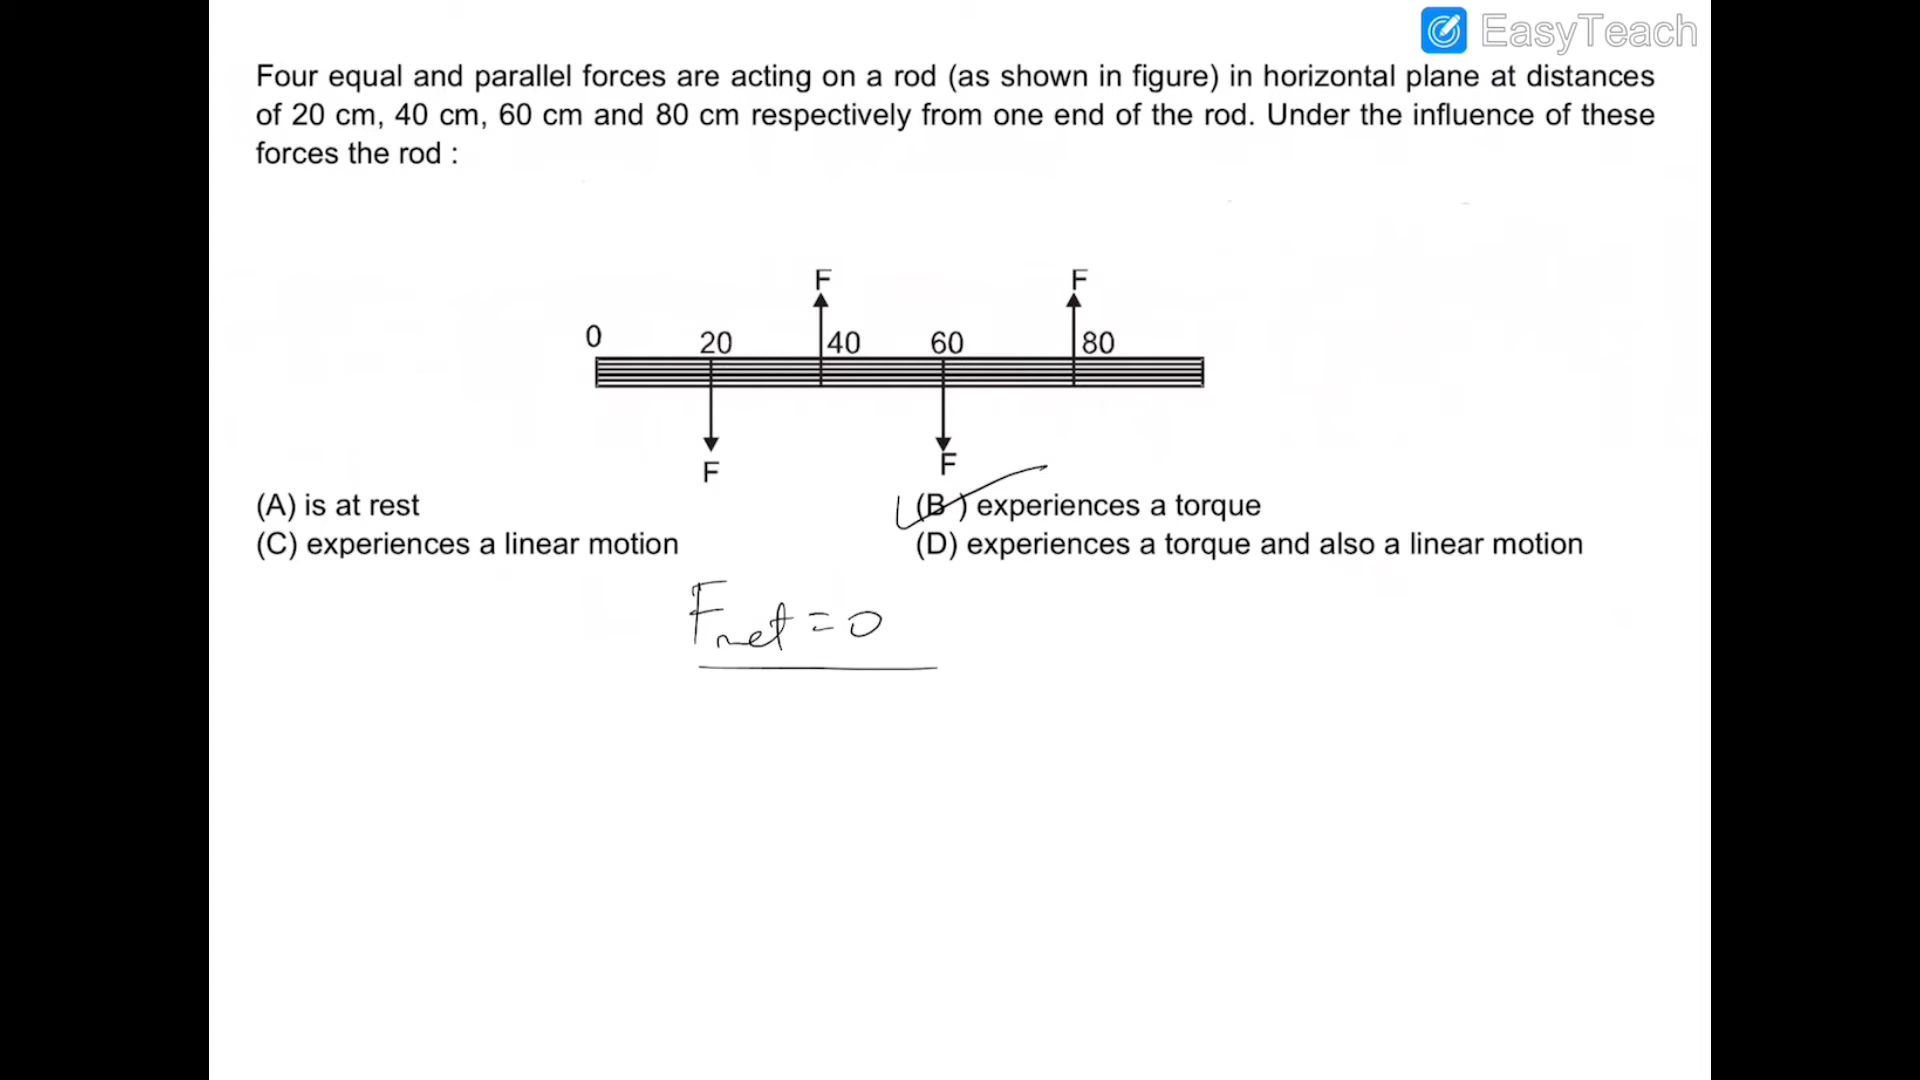 EasyTeach
Four equal and parallel forces are acting on a rod (as shown in figure) in horizontal plane at distances
of 20 cm, 40 cm, 60 cm and 80 cm respectively from one end of the rod. Under the influence of these
forces the rod :
F F
0 20 40 60 80
F F
(A) is at rest (B ) experiences a torque
(C) experiences a linear motion (D) experiences a torque and also a linear motion
Fnet = 0